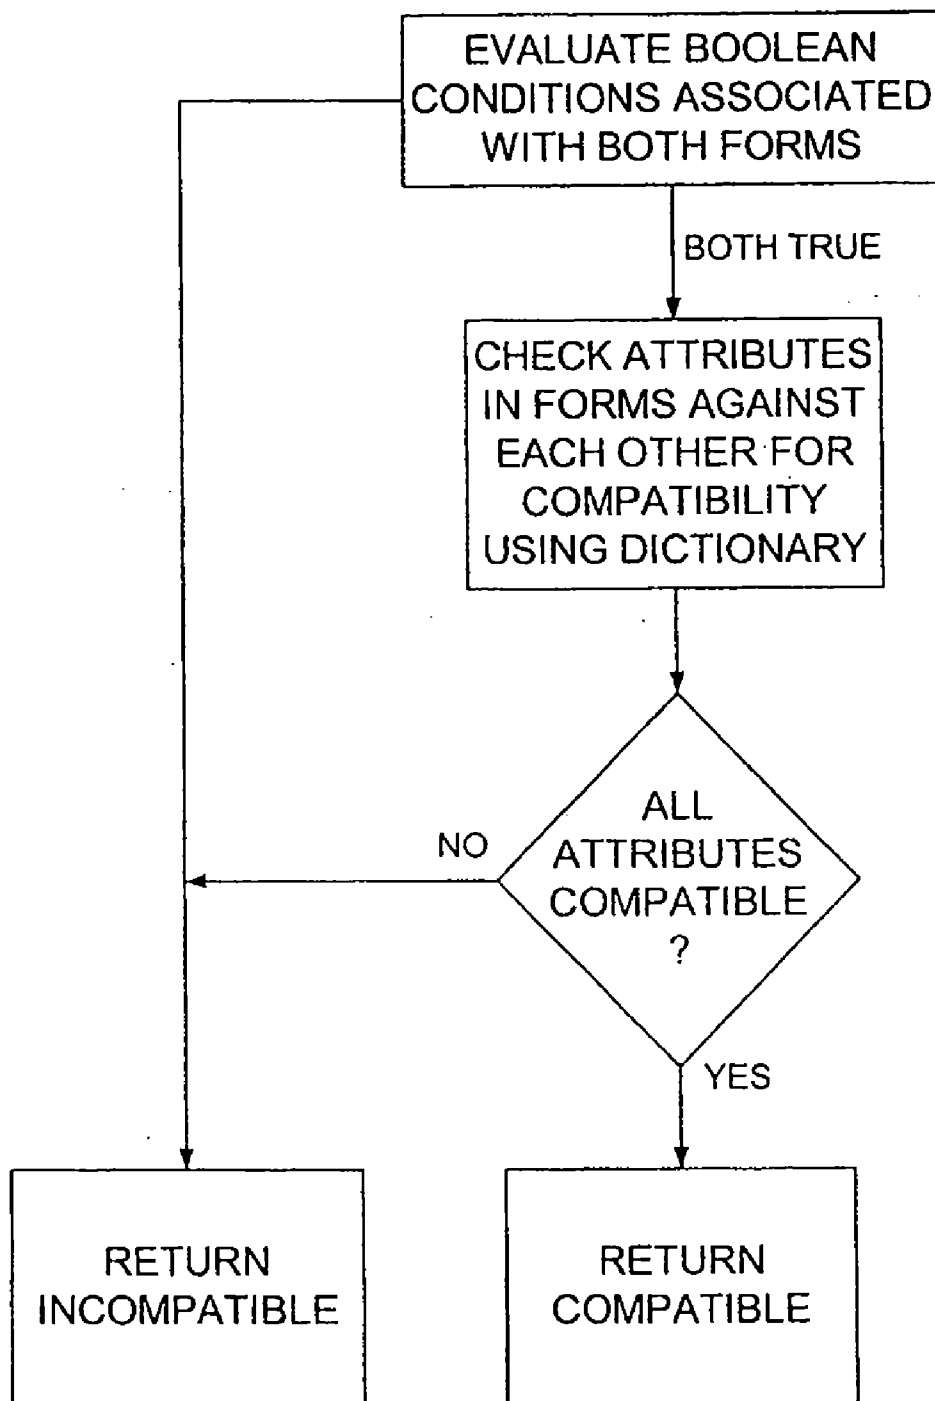 EVALUATE BOOLEAN
CONDITIONS ASSOCIATED
WITH BOTH FORMS
BOTH TRUE
CHECK ATTRIBUTES
IN FORMS AGAINST
EACH OTHER FOR
COMPATIBILITY
USING DICTIONARY
ALL
ATTRIBUTES
COMPATIBLE
?
NO
YES
RETURN
INCOMPATIBLE
RETURN
COMPATIBLE